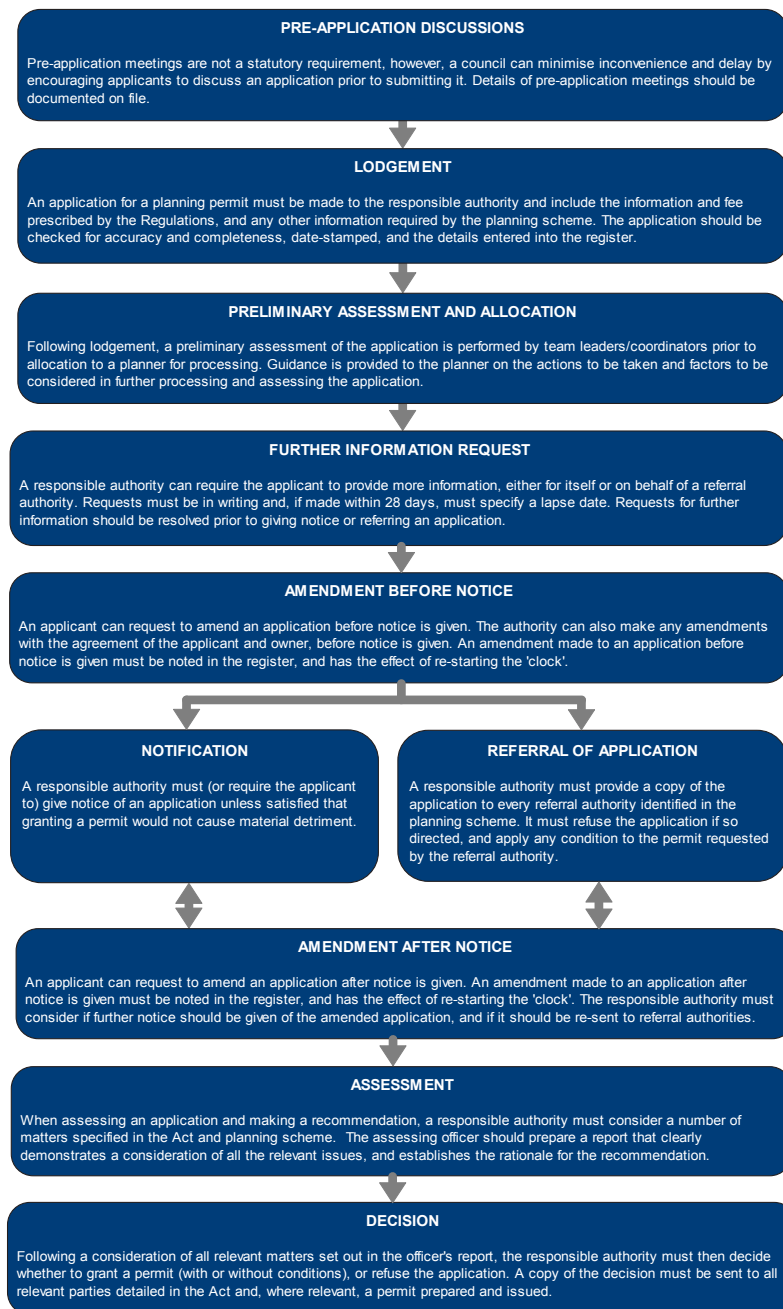 PRE-APPLICATION DISCUSSIONS
Pre-application meetings are not a statutory requirement, however, a council can minimise inconvenience and delay by
encouraging applicants to discuss an application prior to submitting it. Details of pre-application meetings should be
documented on file.
LODGEMENT
An application for a planning permit must be made to the responsible authority and include the information and fee
prescribed by the Regulations, and any other information required by the planning scheme. The application should be
checked for accuracy and completeness, date-stamped, and the details entered into the register.
PRELIMINARY ASSESSMENT AND ALLOCATION
Following lodgement, a preliminary assessment of the application is performed by team leaders/coordinators prior to
allocation to a planner for processing. Guidance is provided to the planner on the actions to be taken and factors to be
considered in further processing and assessing the application.
FURTHER INFORMATION REQUEST
A responsible authority can require the applicant to provide more information, either for itself or on behalf of a referral
authority. Requests must be in writing and, if made within 28 days, must specify a lapse date. Requests for further
information should be resolved prior to giving notice or referring an application.
AMENDMENT BEFORE NOTICE
An applicant can request to amend an application before notice is given. The authority can also make any amendments
with the agreement of the applicant and owner, before notice is given. An amendment made to an application before
notice is given must be noted in the register, and has the effect of re-starting the 'clock'.
NOTIFICATION
A responsible authority must (or require the applicant
to) give notice of an application unless satisfied that
granting a permit would not cause material detriment.
REFERRAL OF APPLICATION
A responsible authority must provide a copy of the
application to every referral authority identified in the
planning scheme. It must refuse the application if so
directed, and apply any condition to the permit requested
by the referral authority.
AMENDMENT AFTER NOTICE
An applicant can request to amend an application after notice is given. An amendment made to an application after
notice is given must be noted in the register, and has the effect of re-starting the 'clock'. The responsible authority must
consider if further notice should be given of the amended application, and if it should be re-sent to referral authorities.
ASSESSMENT
When assessing an application and making a recommendation, a responsible authority must consider a number of
matters specified in the Act and planning scheme. The assessing officer should prepare a report that clearly
demonstrates a consideration of all the relevant issues, and establishes the rationale for the recommendation.
DECISION
Following a consideration of all relevant matters set out in the officer's report, the responsible authority must then decide
whether to grant a permit (with or without conditions), or refuse the application. A copy of the decision must be sent to all
relevant parties detailed in the Act and, where relevant, a permit prepared and issued.